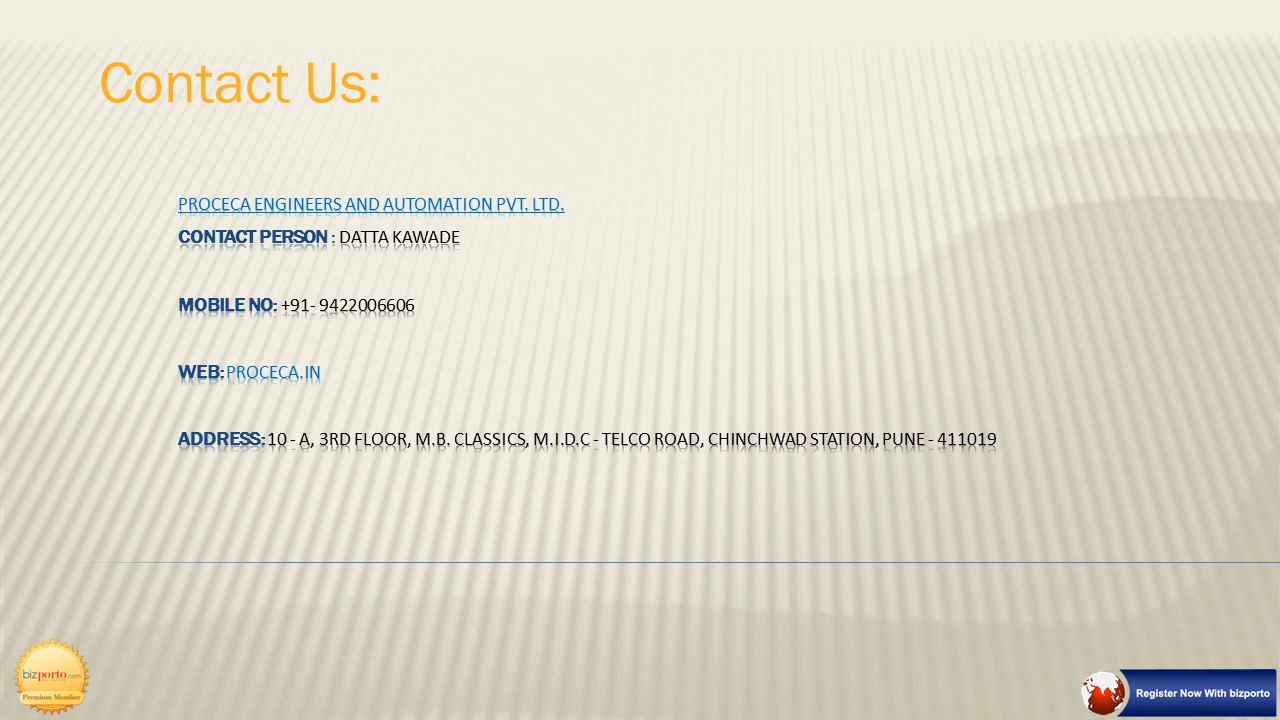 Contact Us:
PROCECA ENGINEERS AND AUTOMATION PVT. LTD.
CONTACT PERSON : DATTA KAWADE
MOBILE NO: +91- 9422006606
WEB: PROCECA.IN
ADDRESS: 10 - A, 3RD FLOOR, M.B. CLASSICS, M.I.D.C - TELCO ROAD, CHINCHWAD STATION, PUNE - 411019
bizporto.com
Premium Member
Register Now With bizporto